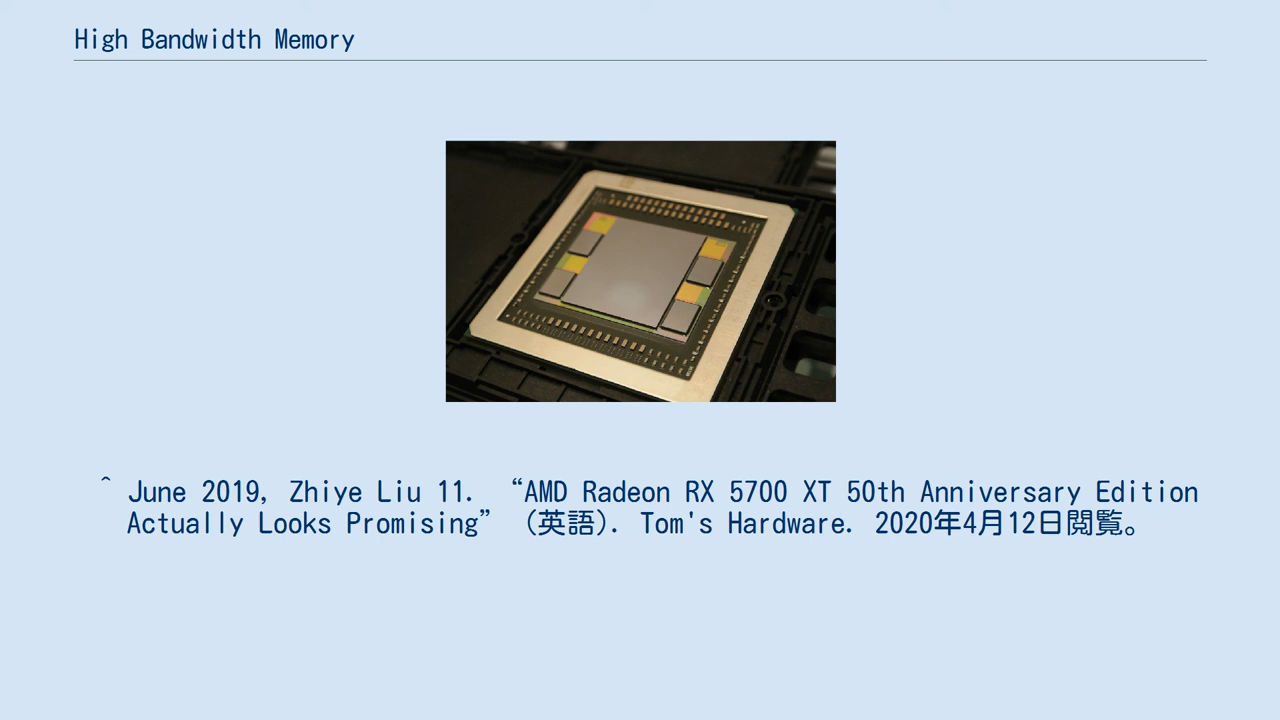 High Bandwidth Memory
^ June 2019, Zhiye Liu 11. “AMD Radeon RX 5700 XT 50th Anniversary Edition
Actually Looks Promising” (英語). Tom's Hardware. 2020年4月12日閲覧。